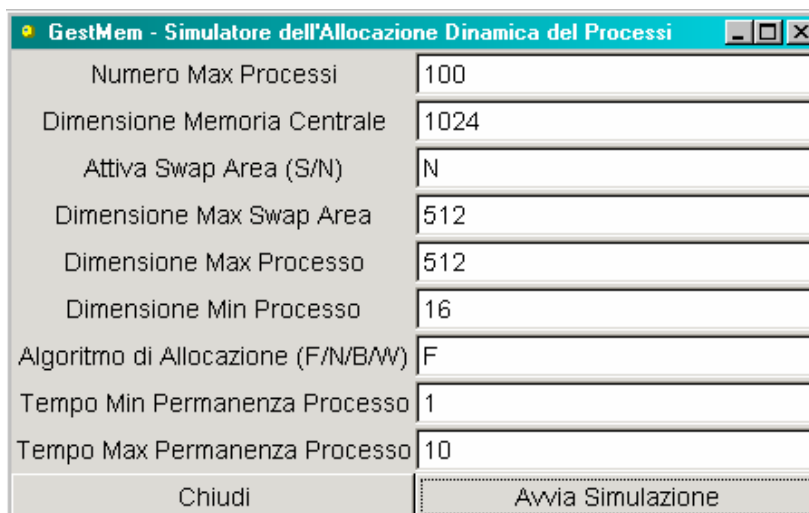 GestMem - Simulatore dell'Allocazione Dinamica del Processi
Numero Max Processi 100
Dimensione Memoria Centrale 1024
Attiva Swap Area (S/N) N
Dimensione Max Swap Area 512
Dimensione Max Processo 512
Dimensione Min Processo 16
Algoritmo di Allocazione (F/N/B/W) F
Tempo Min Permanenza Processo 1
Tempo Max Permanenza Processo 10
Chiudi Avvia Simulazione